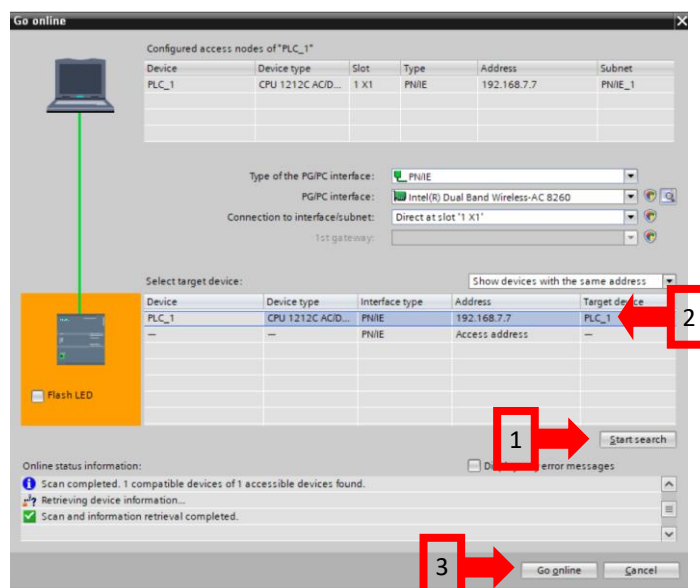 Go online
Configured access nodes of "PLC_1"
Device Device type Slot Type Address Subnet
PLC_1 CPU 1212C AC/D... 1 X1 PN/IE 192.168.7.7 PN/IE_1
Type of the PG/PC interface: PN/IE
PG/PC interface: Intel(R) Dual Band Wireless-AC 8260
Connection to interface/subnet: Direct at slot '1 X1'
1st gateway:
Select target device: Show devices with the same address
Device Device type Interface type Address Target device
PLC_1 CPU 1212C AC/D... PN/IE 192.168.7.7 PLC_1
— — PN/IE Access address —
2
Flash LED
1
Start search
Online status information: error messages
Scan completed. 1 compatible devices of 1 accessible devices found.
Retrieving device information...
Scan and information retrieval completed.
3
Go online Cancel